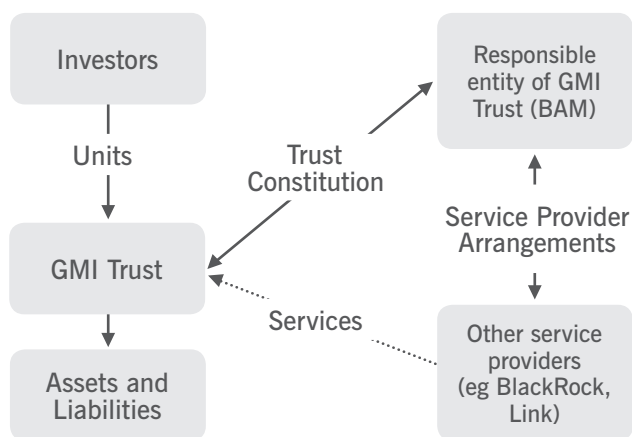 Investors
Responsible
entity of GMI
Trust (BAM)
Units
Trust
Constitution
Service Provider
Arrangements
GMI Trust
Services
Assets and
Liabilities
Other service
providers
(eg BlackRock,
Link)